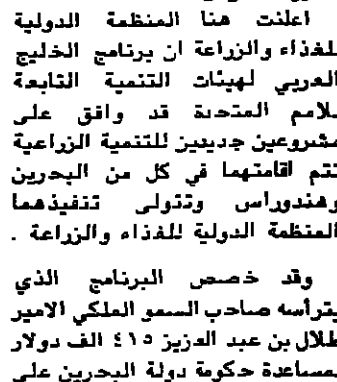 اعلنت هنا المنظمة الدولية
للغذاء والزراعة ان برنامج الخليج
العربي لهيئات التنمية التابعة
للامم المتحدة قد وافق على
مشروعين جديدين للتنمية الزراعية
تتم اقامتهما في كل من البحرين
وهندوراس وتتولى تنفيذهما
المنظمة الدولية للغذاء والزراعة .
وقد خصص البرنامج الذي
يترأسه صاحب السمو الملكي الامير
طلال بن عبد العزيز ٤١٥ الف دولار
لمساعدة حكومة دولة البحرين على